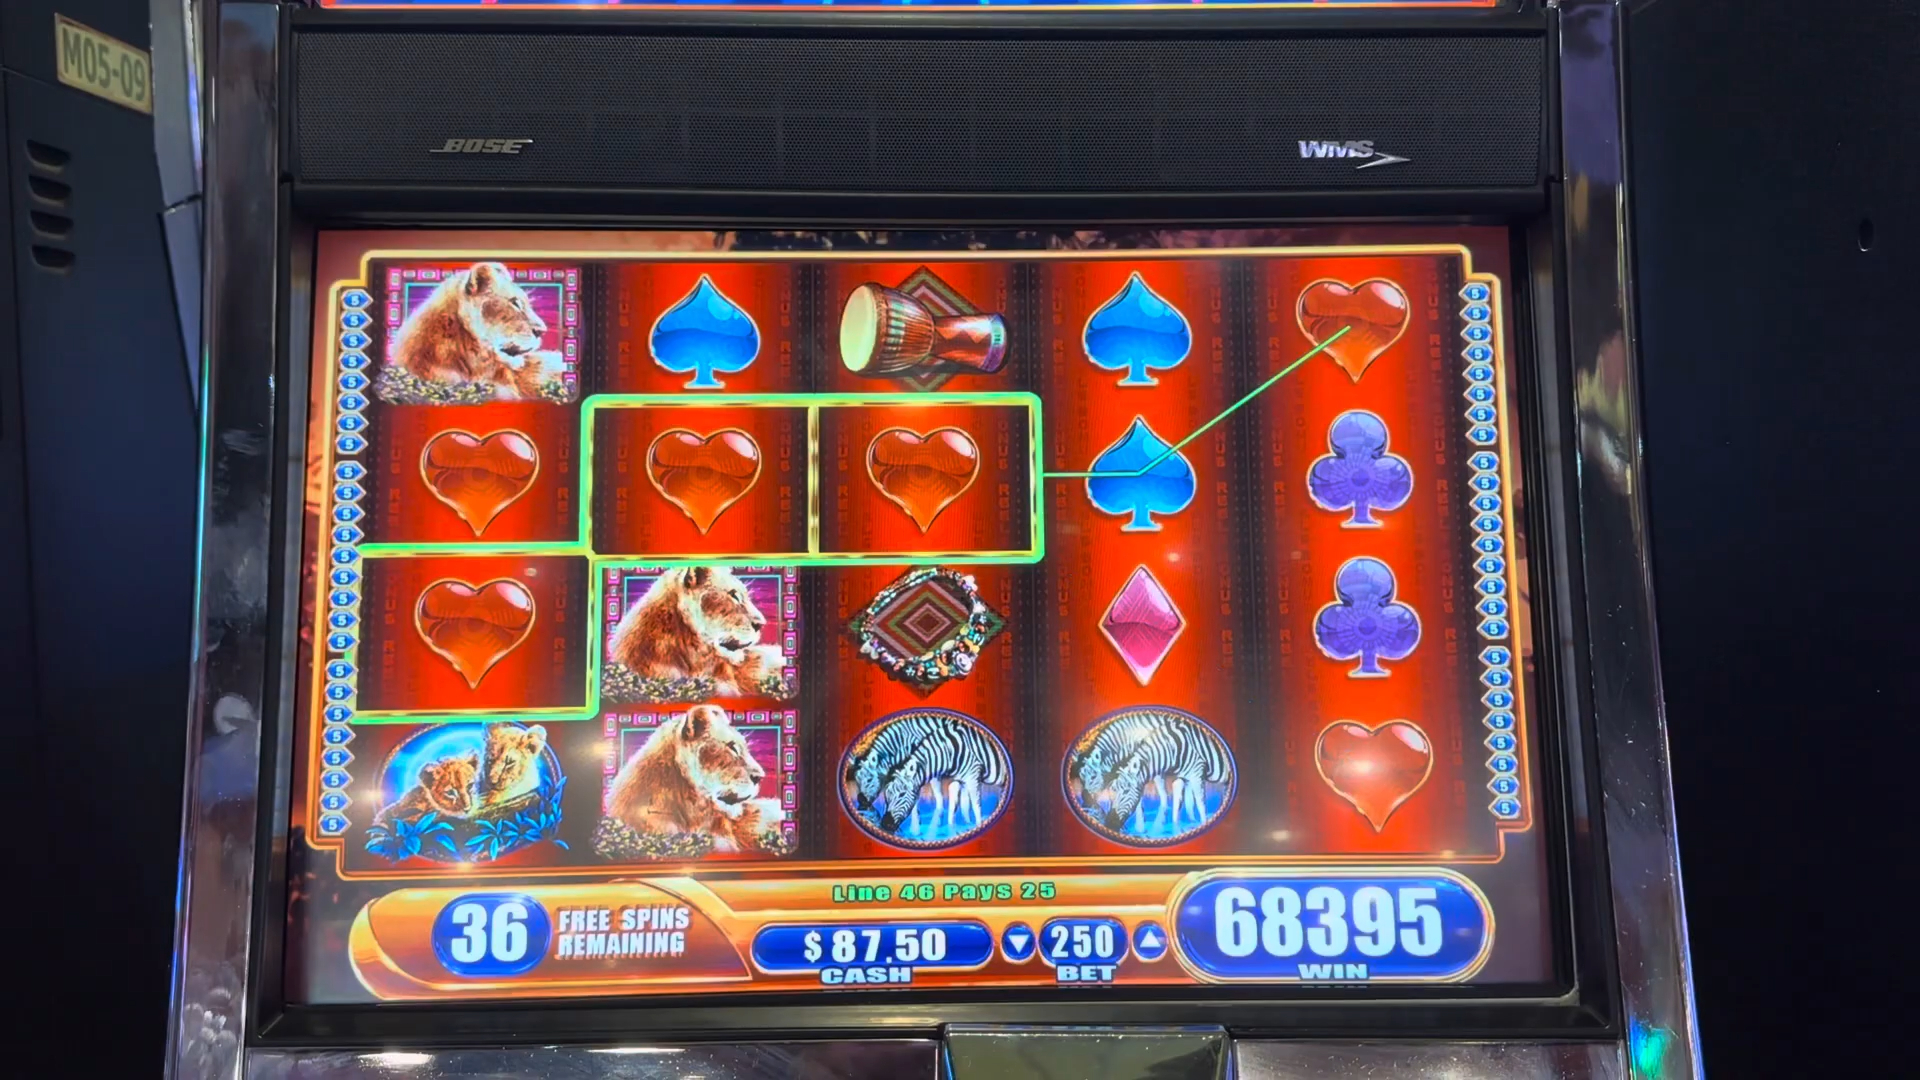 M05-09
BOSE
WMS
Line 46 Pays 25
36
FREE SPINS
REMAINING
$87.50
CASH
250
BET
68395
WIN